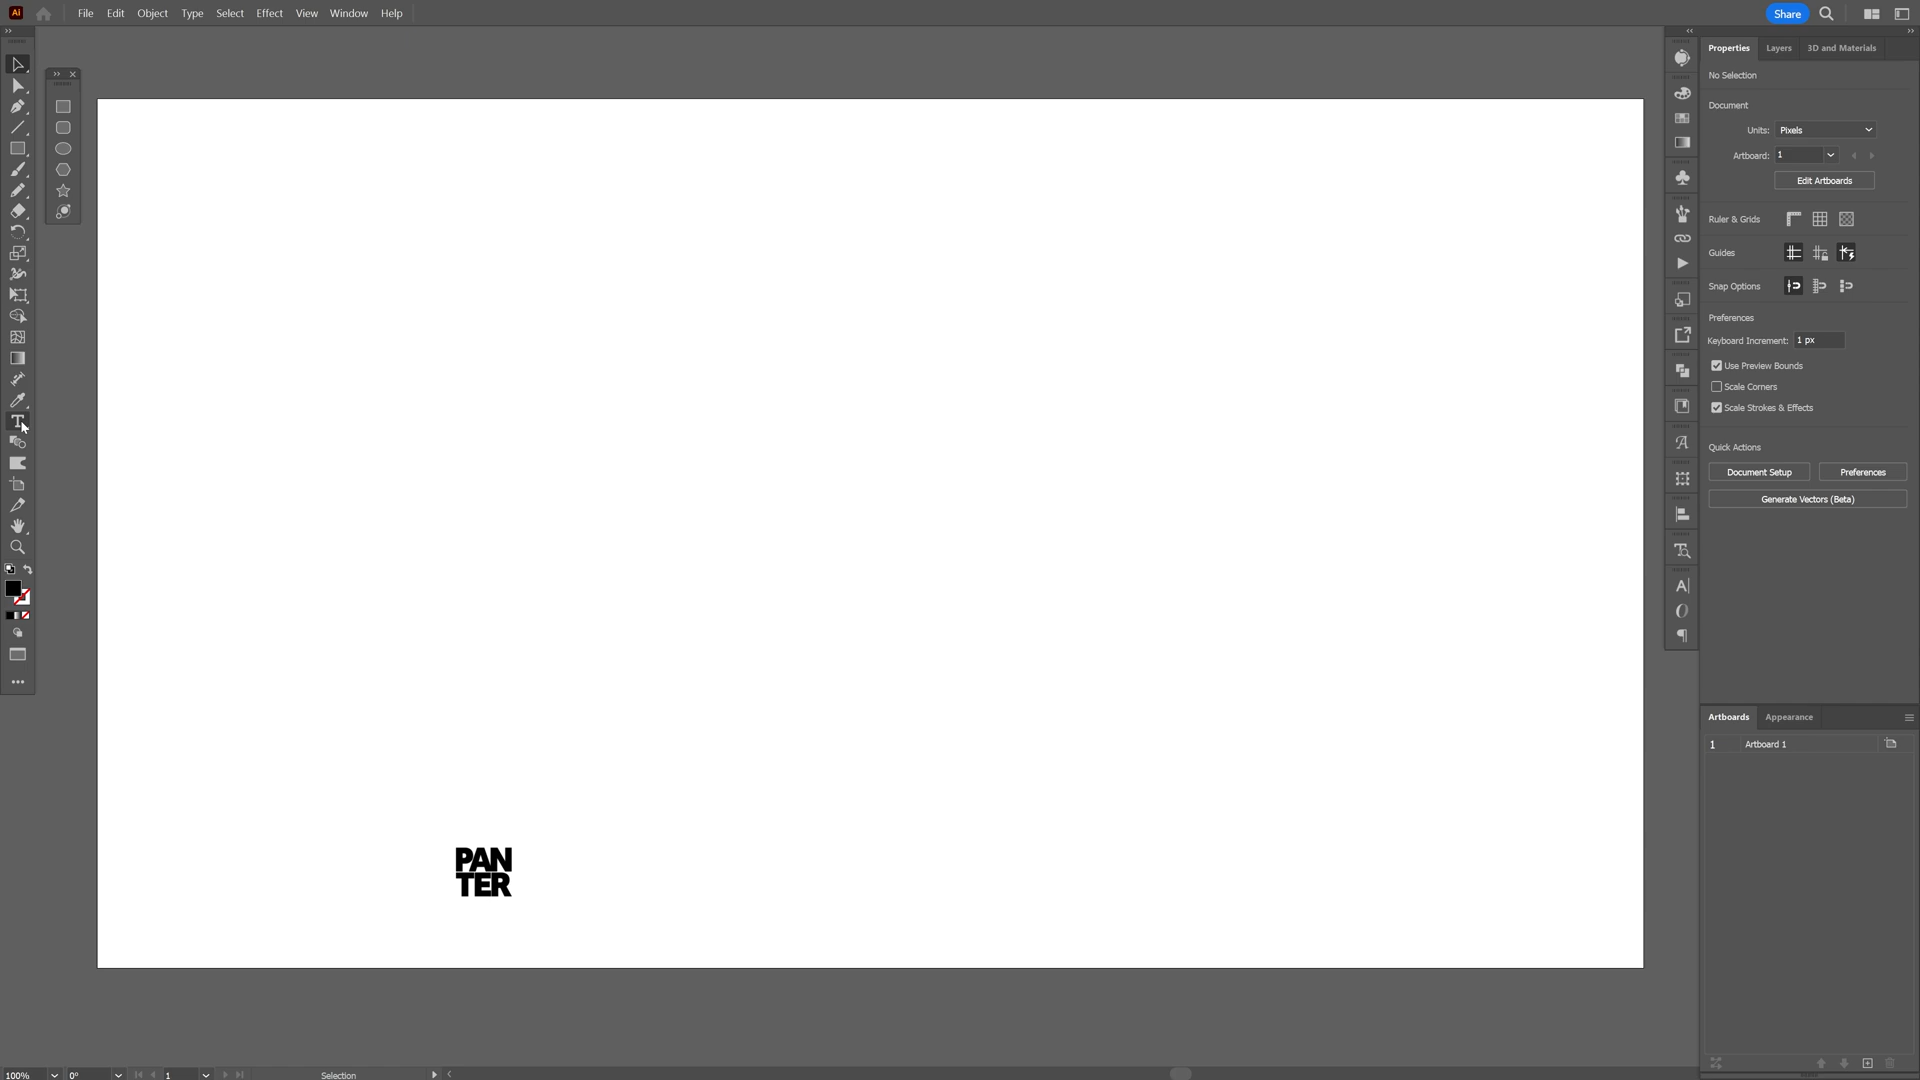 Ai
File
Edit
Object
Type
Select
Effect
View
Window
Help
Share
Properties
Layers
3D and Materials
No Selection
Document
Units:
Pixels
Artboard:
1
Edit Artboards
Ruler & Grids
Guides
Snap Options
Preferences
Keyboard Increment:
1 px
Use Preview Bounds
Scale Corners
Scale Strokes & Effects
Quick Actions
Document Setup
Preferences
Generate Vectors (Beta)
Artboards
Appearance
1
Artboard 1
PAN
TER
100%
0°
1
Selection